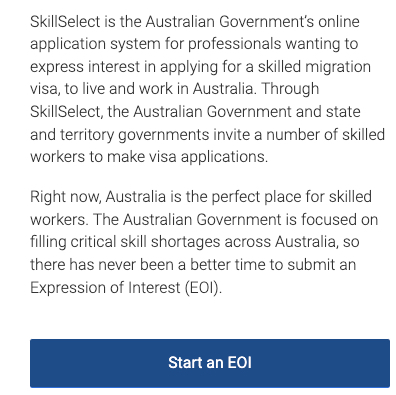 SkillSelect is the Australian Government's online
application system for professionals wanting to
express interest in applying for a skilled migration
visa, to live and work in Australia. Through
SkillSelect, the Australian Government and state
and territory governments invite a number of skilled
workers to make visa applications.
Right now, Australia is the perfect place for skilled
workers. The Australian Government is focused on
filling critical skill shortages across Australia, so
there has never been a better time to submit an
Expression of Interest (EOI).
Start an EOI